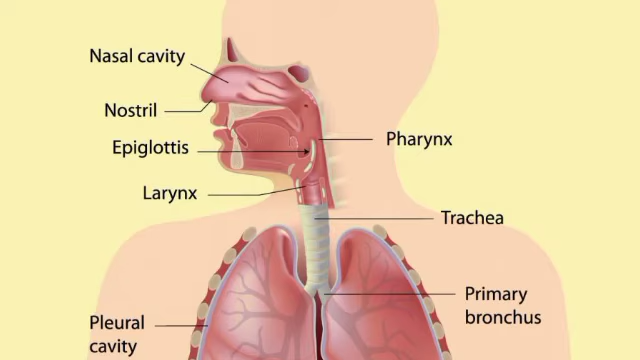 Nasal cavity
Nostril
Epiglottis
Pharynx
Larynx
Trachea
Primary
bronchus
Pleural
cavity